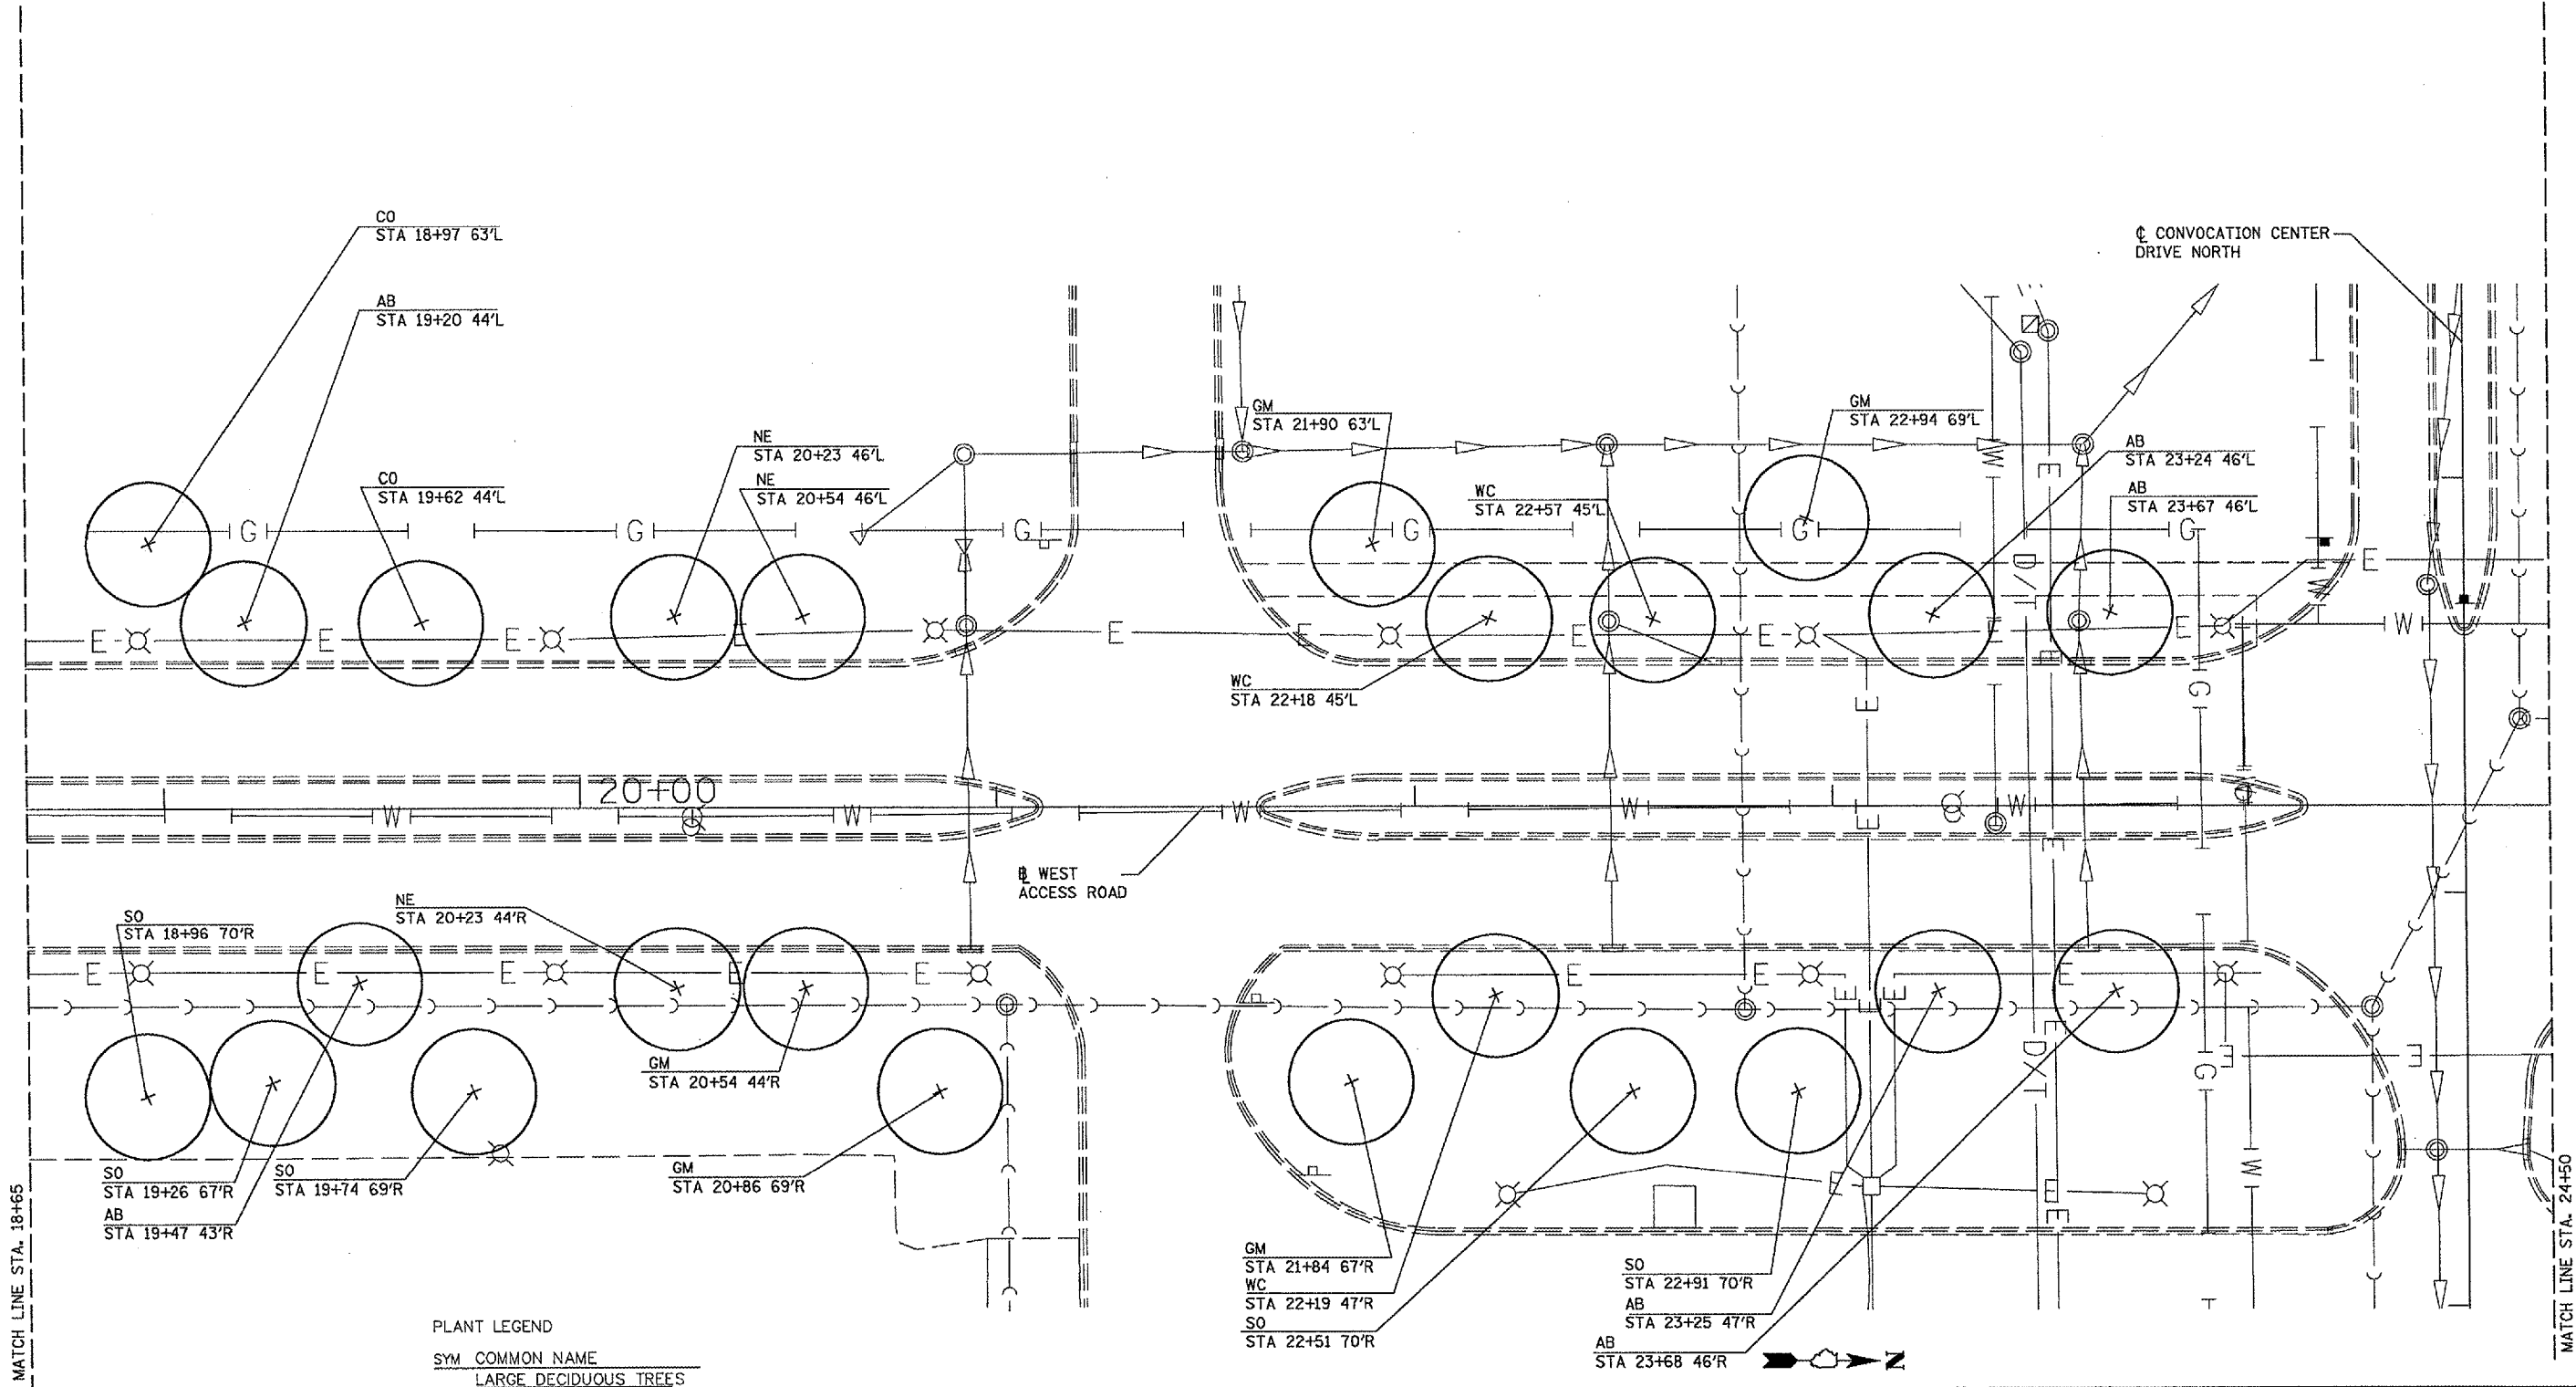 CO
STA 18+97 63'L
AB
STA 19+20 44'L
CO
STA 19+62 44'L
NE
STA 20+23 46'L
NE
STA 20+54 46'L
GM
STA 21+90 63'L
WC
STA 22+57 45'L
GM
STA 22+94 69'L
AB
STA 23+24 46'L
AB
STA 23+67 46'L
℄ CONVOCATION CENTER
DRIVE NORTH
G G G G G G
E E E E E E E E E E
W
D/T
E
W
W
WC
STA 22+18 45'L
E
G
20+00
W W W W W
E
E
℄ WEST
ACCESS ROAD
SO
STA 18+96 70'R
NE
STA 20+23 44'R
E E E E E E E E
E E E
GM
STA 20+54 44'R
D/T
E
G
E E
W
SO
STA 19+26 67'R
AB
STA 19+47 43'R
SO
STA 19+74 69'R
GM
STA 20+86 69'R
E E
E
GM
STA 21+84 67'R
WC
STA 22+19 47'R
SO
STA 22+51 70'R
SO
STA 22+91 70'R
AB
STA 23+25 47'R
AB
STA 23+68 46'R
N
MATCH LINE STA. 18+65
MATCH LINE STA. 24+50
PLANT LEGEND
SYM COMMON NAME
LARGE DECIDUOUS TREES